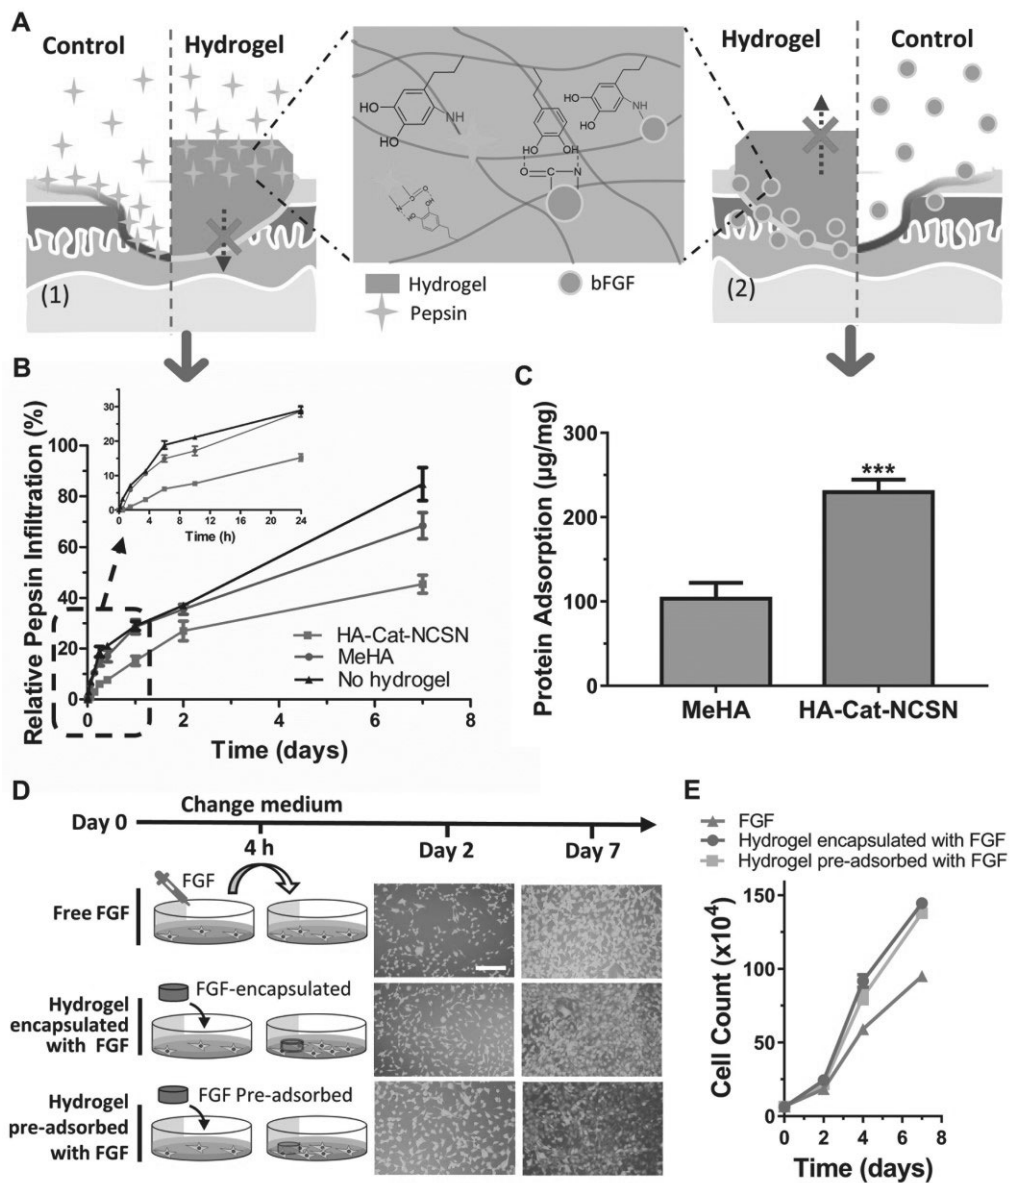 A
Control
Hydrogel
Hydrogel
Control
HO
HO
NH
HO
OH
O
N
HO
HO
NH
(1)
(2)
Hydrogel
bFGF
Pepsin
B
Relative Pepsin Infiltration (%)
100
80
60
40
20
0
0
2
4
6
8
Time (days)
30
20
10
0
0
4
8
12
16
20
24
Time (h)
HA-Cat-NCSN
MeHA
No hydrogel
C
Protein Adsorption (µg/mg)
300
200
100
0
***
MeHA
HA-Cat-NCSN
D
Change medium
Day 0
4 h
Day 2
Day 7
Free FGF
FGF
Hydrogel
encapsulated
with FGF
FGF-encapsulated
Hydrogel
pre-adsorbed
with FGF
FGF Pre-adsorbed
E
FGF
Hydrogel encapsulated with FGF
Hydrogel pre-adsorbed with FGF
Cell Count (x10⁴)
150
100
50
0
0
2
4
6
8
Time (days)